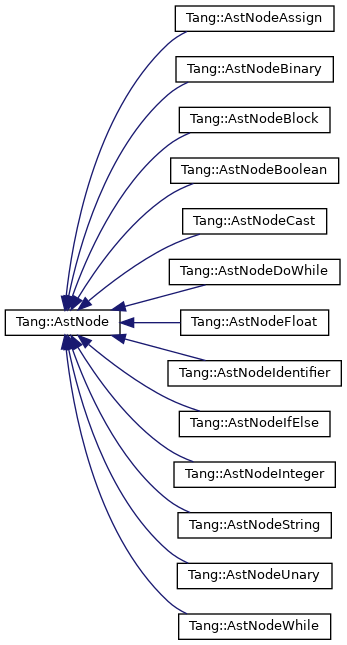 Tang::AstNodeAssign
Tang::AstNodeBinary
Tang::AstNodeBlock
Tang::AstNodeBoolean
Tang::AstNodeCast
Tang::AstNodeDoWhile
Tang::AstNode
Tang::AstNodeFloat
Tang::AstNodeIdentifier
Tang::AstNodeIfElse
Tang::AstNodeInteger
Tang::AstNodeString
Tang::AstNodeUnary
Tang::AstNodeWhile